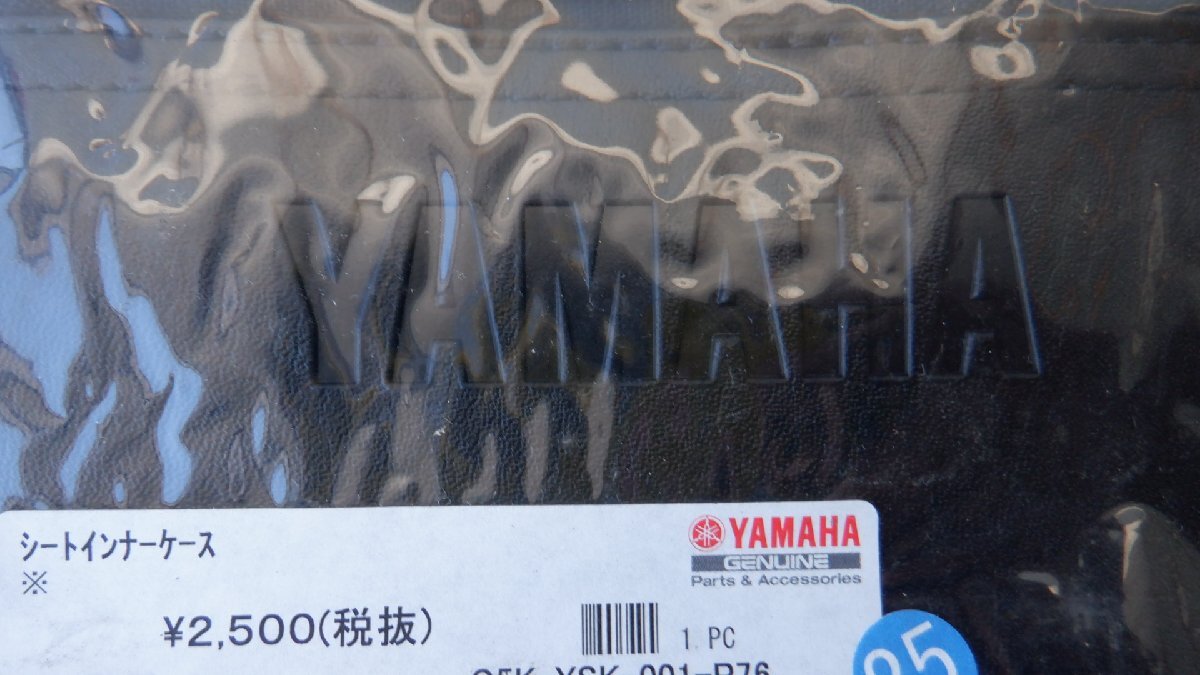 YAMAHA
シートインナーケース
※
YAMAHA
GENUINE
Parts & Accessories
¥2,500(税抜)
1. PC